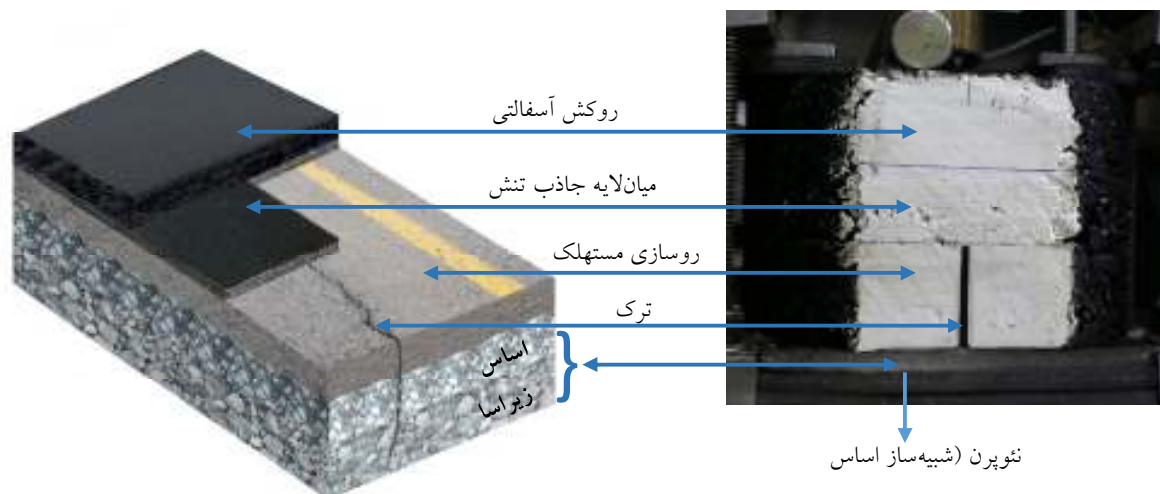 روکش آسفالتی
میان‌لایه جاذب تنش
روسازی مستهلک
ترک
اساس
زیراسا
نئوپرن (شبیه‌ساز اساس